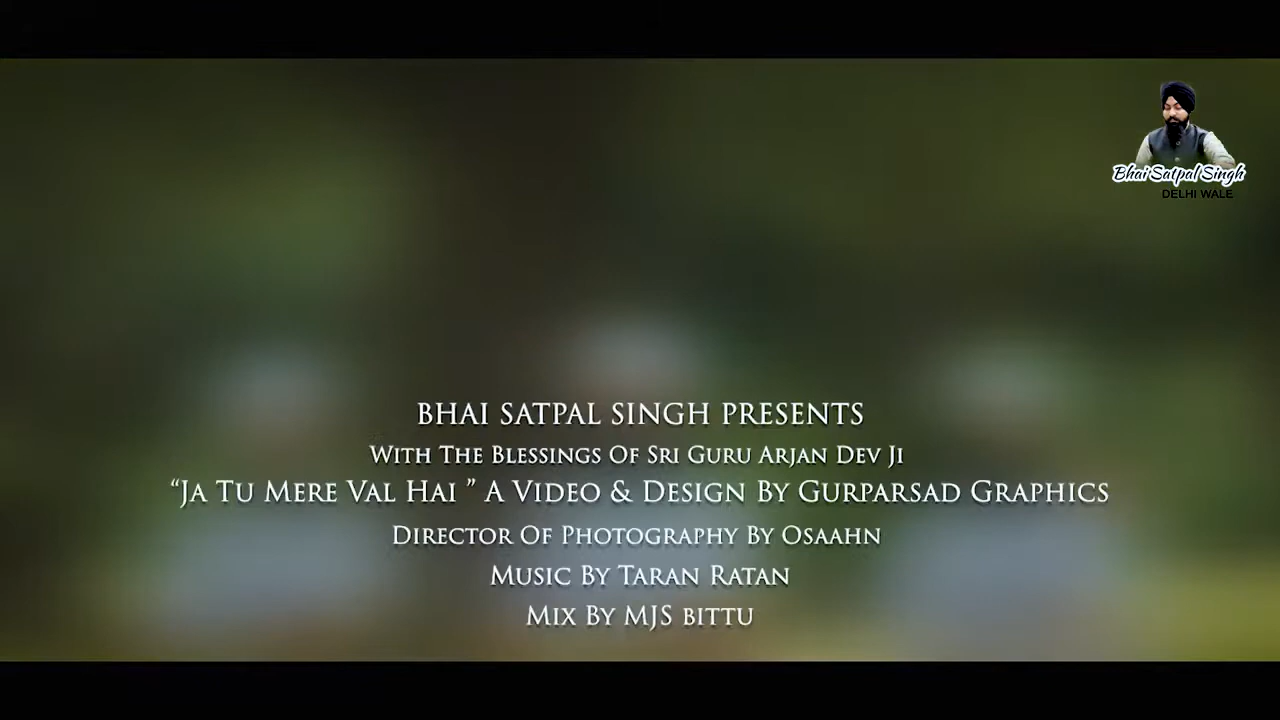 Bhai Satpal Singh
DELHI WALE
BHAI SATPAL SINGH PRESENTS
With The Blessings Of Sri Guru Arjan Dev Ji
“Ja Tu Mere Val Hai ” A Video & Design By Gurparsad Graphics
Director Of Photography By Osaahn
Music By Taran Ratan
Mix By MJS bittu